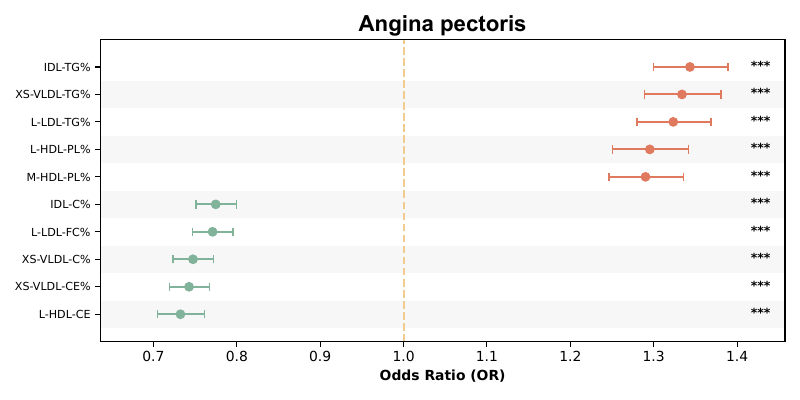 Angina pectoris
IDL-TG% ***
XS-VLDL-TG% ***
L-LDL-TG% ***
L-HDL-PL% ***
M-HDL-PL% ***
IDL-C% ***
L-LDL-FC% ***
XS-VLDL-C% ***
XS-VLDL-CE% ***
L-HDL-CE ***
0.7 0.8 0.9 1.0 1.1 1.2 1.3 1.4
Odds Ratio (OR)